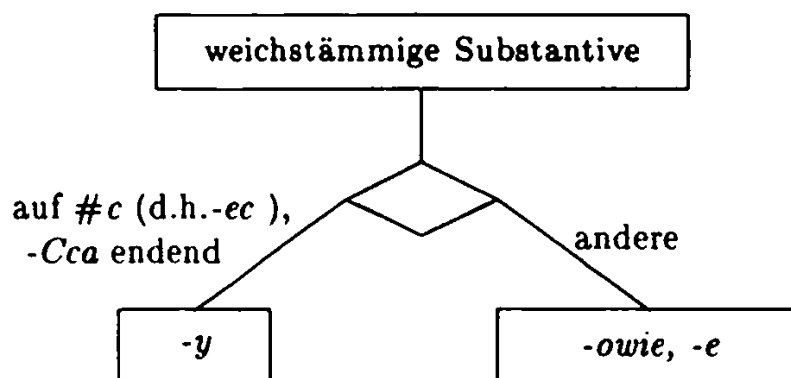 weichstämmige Substantive
auf #c (d.h.-ec ),
-Cca endend
andere
-y
-owie, -e